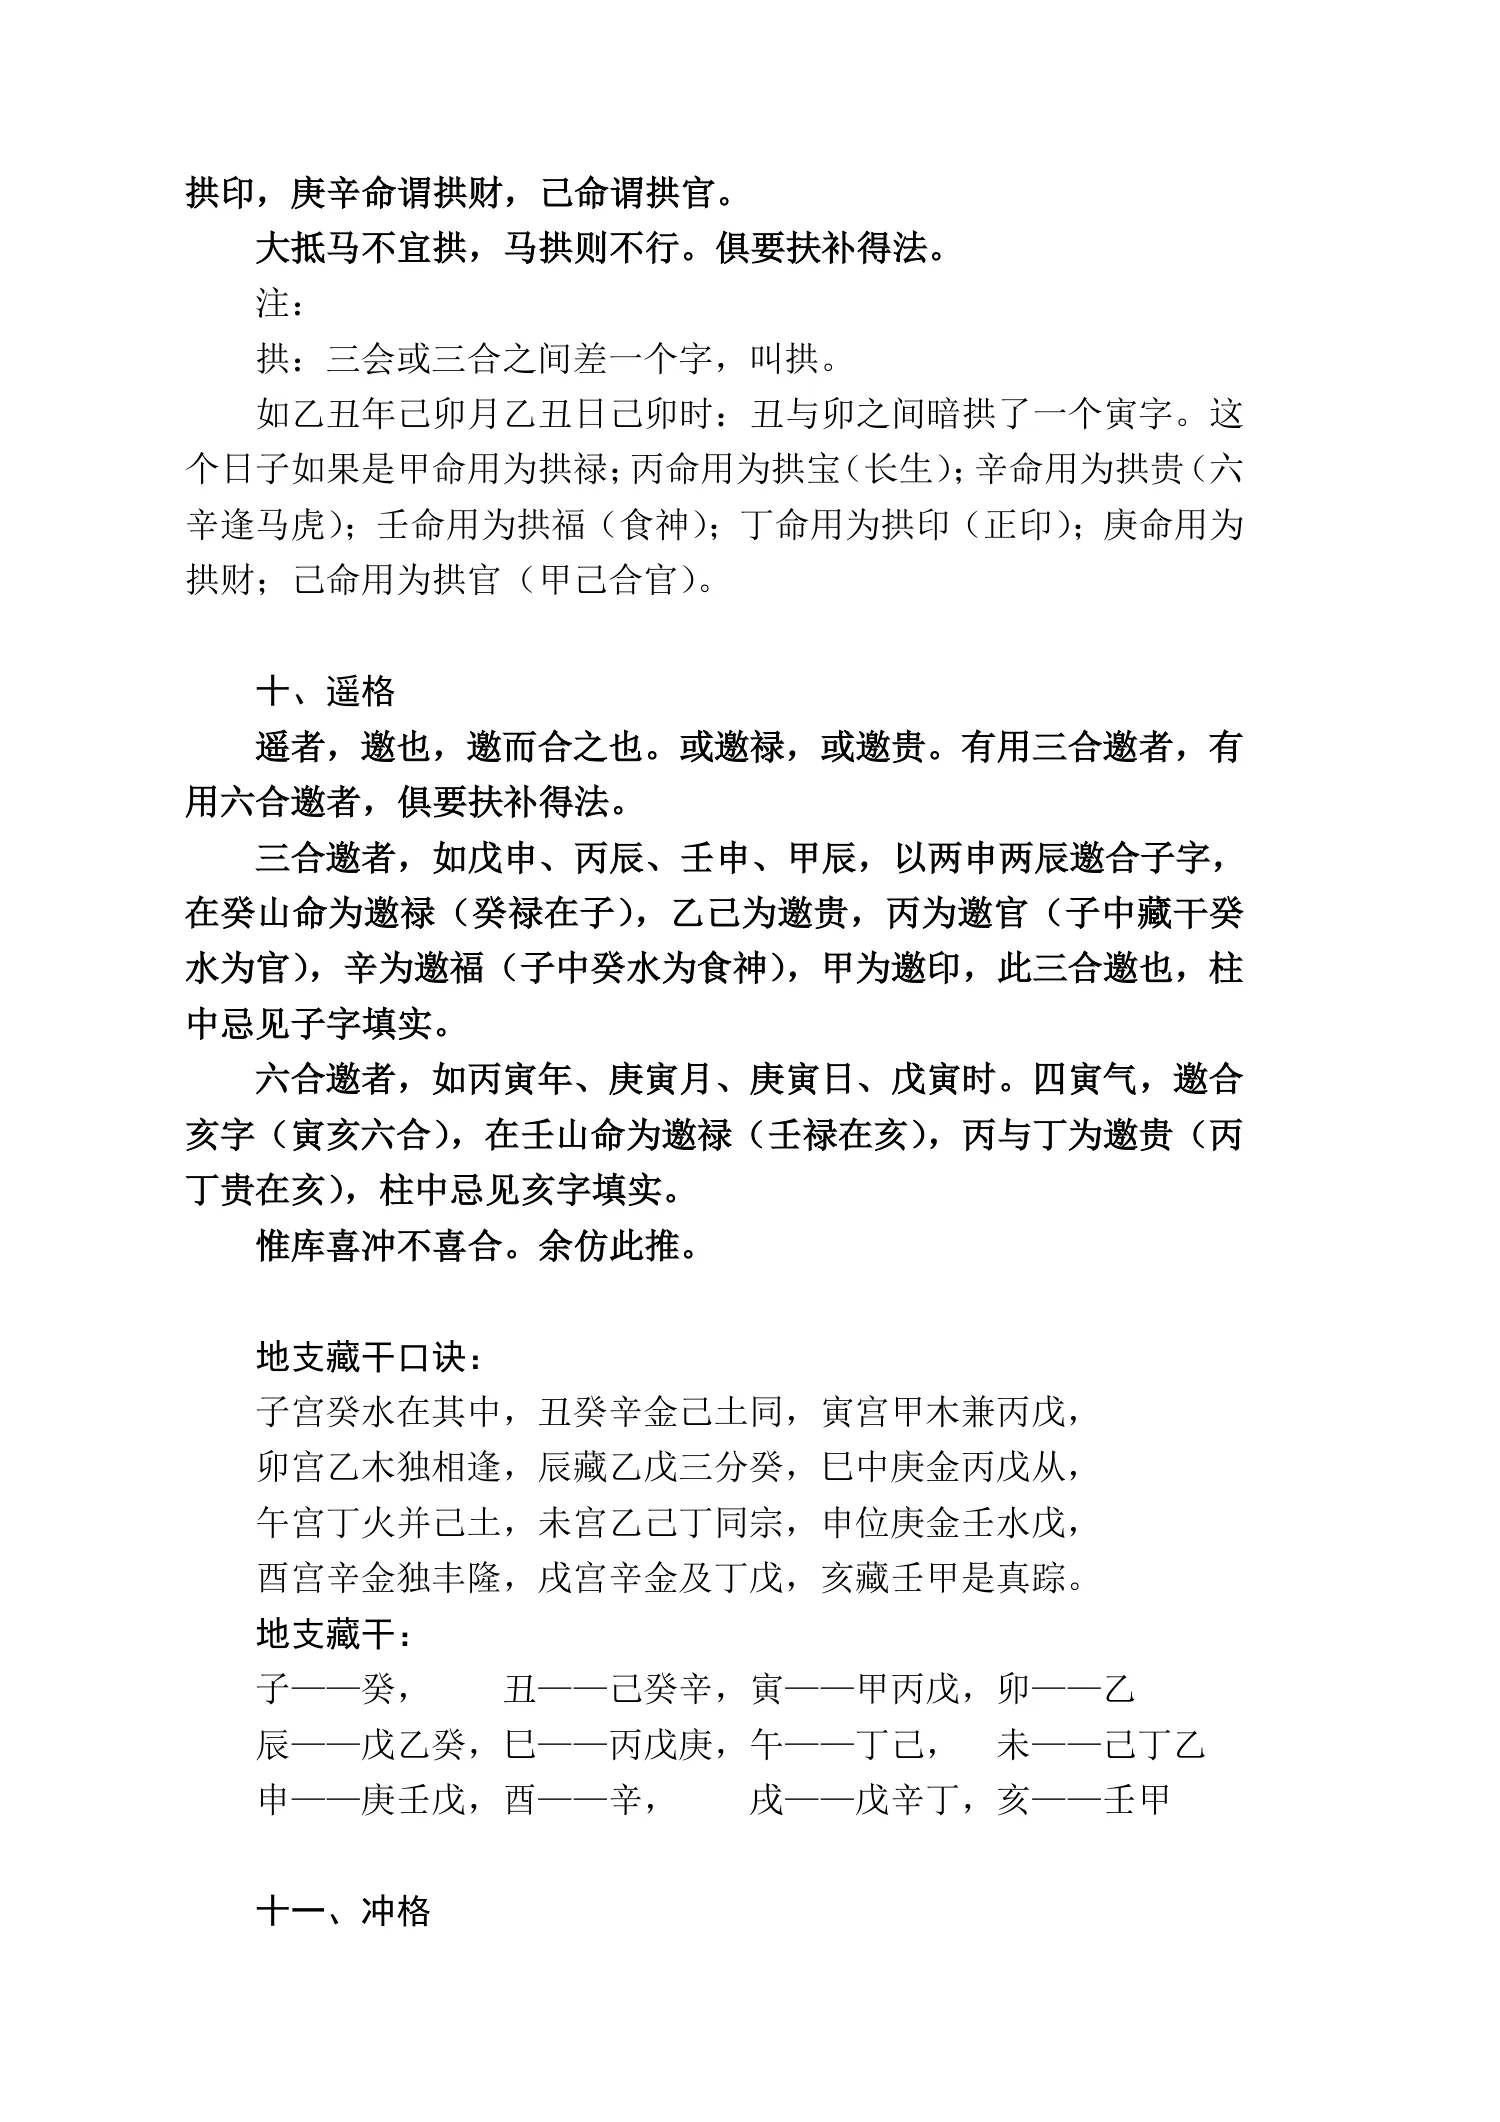 拱印，庚辛命谓拱财，己命谓拱官。
大抵马不宜拱，马拱则不行。俱要扶补得法。
注：
拱：三会或三合之间差一个字，叫拱。
如乙丑年己卯月乙丑日己卯时：丑与卯之间暗拱了一个寅字。这
个日子如果是甲命用为拱禄；丙命用为拱宝（长生）；辛命用为拱贵（六
辛逢马虎）；壬命用为拱福（食神）；丁命用为拱印（正印）；庚命用为
拱财；己命用为拱官（甲己合官）。
十、遥格
遥者，邀也，邀而合之也。或邀禄，或邀贵。有用三合邀者，有
用六合邀者，俱要扶补得法。
三合邀者，如戊申、丙辰、壬申、甲辰，以两申两辰邀合子字，
在癸山命为邀禄（癸禄在子），乙己为邀贵，丙为邀官（子中藏干癸
水为官），辛为邀福（子中癸水为食神），甲为邀印，此三合邀也，柱
中忌见子字填实。
六合邀者，如丙寅年、庚寅月、庚寅日、戊寅时。四寅气，邀合
亥字（寅亥六合），在壬山命为邀禄（壬禄在亥），丙与丁为邀贵（丙
丁贵在亥），柱中忌见亥字填实。
惟库喜冲不喜合。余仿此推。
地支藏干口诀：
子宫癸水在其中，丑癸辛金己土同，寅宫甲木兼丙戊，
卯宫乙木独相逢，辰藏乙戊三分癸，巳中庚金丙戊从，
午宫丁火并己土，未宫乙己丁同宗，申位庚金壬水戊，
酉宫辛金独丰隆，戌宫辛金及丁戊，亥藏壬甲是真踪。
地支藏干：
子——癸， 丑——己癸辛，寅——甲丙戊，卯——乙
辰——戊乙癸，巳——丙戊庚，午——丁己， 未——己丁乙
申——庚壬戊，酉——辛， 戌——戊辛丁，亥——壬甲
十一、冲格